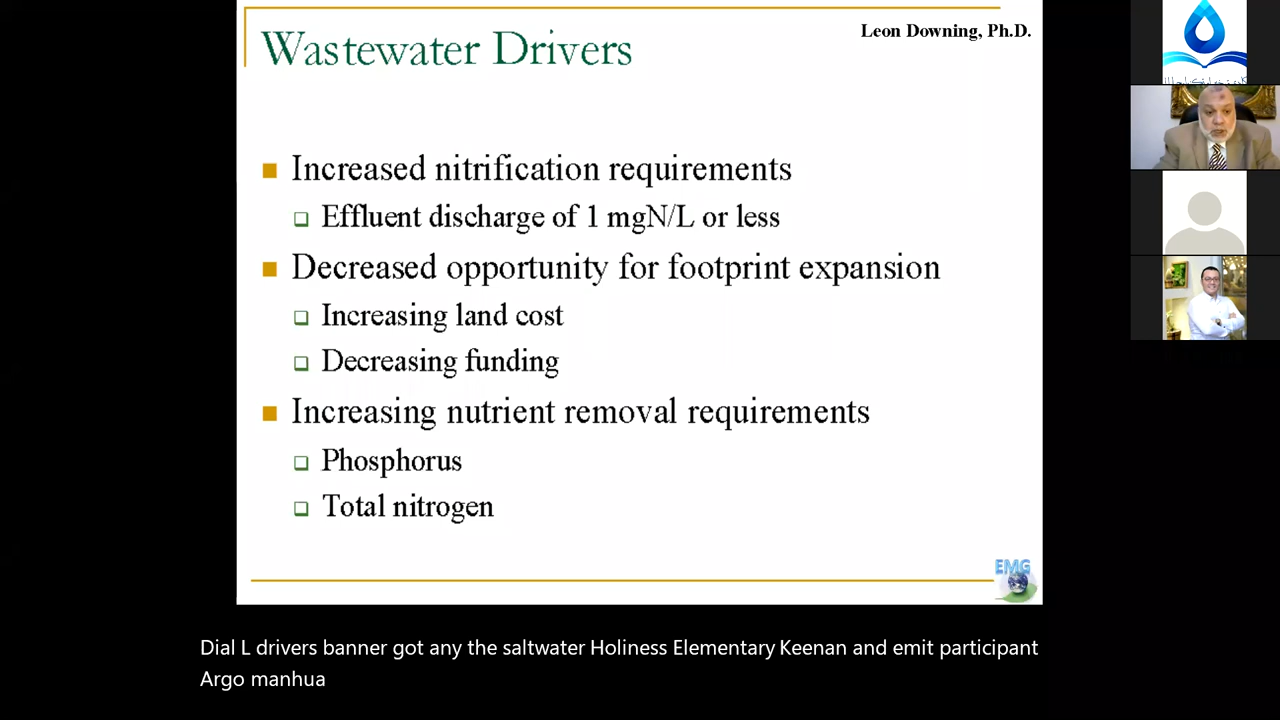 Leon Downing, Ph.D.
Wastewater Drivers
Increased nitrification requirements
Effluent discharge of 1 mgN/L or less
Decreased opportunity for footprint expansion
Increasing land cost
Decreasing funding
Increasing nutrient removal requirements
Phosphorus
Total nitrogen
EMG
Dial L drivers banner got any the saltwater Holiness Elementary Keenan and emit participant
Argo manhua